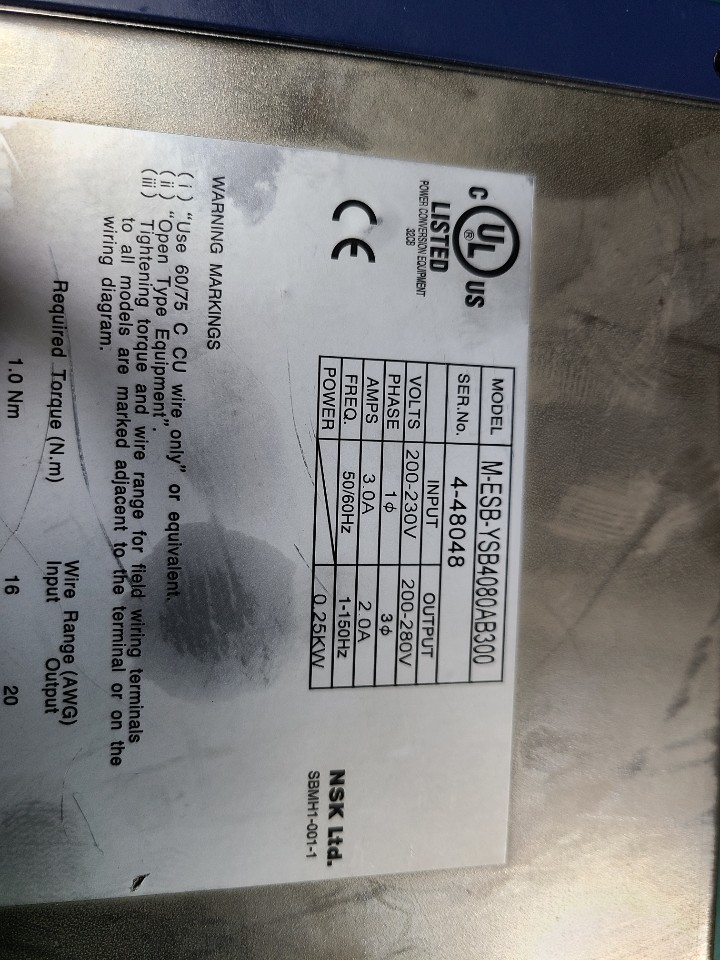 C UL ® US
LISTED
POWER CONVERSION EQUIPMENT
32CB
CE
MODEL M-ESB-YSB4080AB300
SER.No. 4-48048
INPUT OUTPUT
VOLTS 200-230V 200-280V
PHASE 1ϕ 3ϕ
AMPS 3.0A 2.0A
FREQ. 50/60Hz 1-150Hz
POWER 0.25KW
NSK Ltd.
SBMH1-001-1
WARNING MARKINGS
(i) "Use 60/75 C CU wire only" or equivalent.
(ii) "Open Type Equipment".
(iii) Tightening torque and wire range for field wiring terminals
to all models are marked adjacent to the terminal or on the
wiring diagram.
Required Torque (N.m) Wire Range (AWG)
Input Output
1.0 Nm 16 20